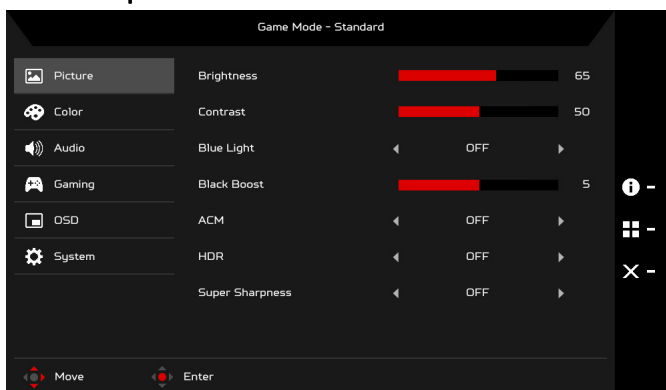 Game Mode - Standard
Picture
Brightness 65
Color
Contrast 50
Audio
Blue Light OFF
Gaming
Black Boost 5
OSD
ACM OFF
System
HDR OFF
Super Sharpness OFF
Move Enter